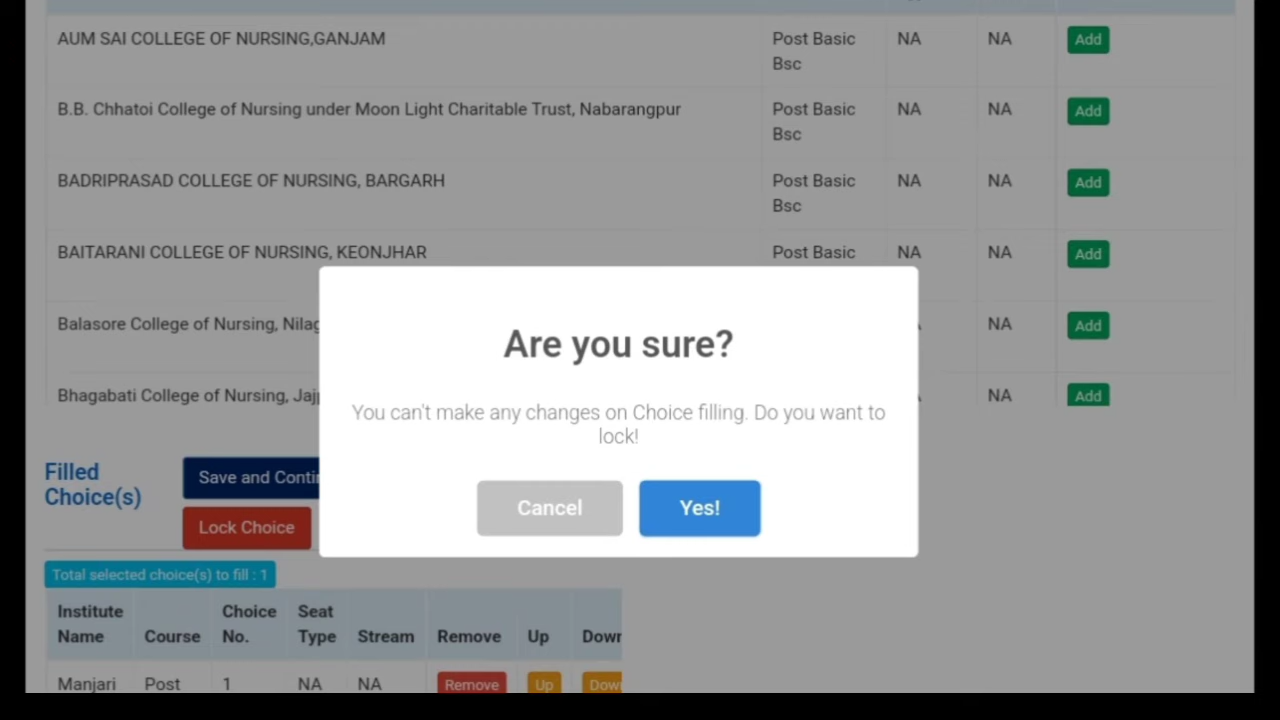 AUM SAI COLLEGE OF NURSING,GANJAM Post Basic Bsc NA NA Add
B.B. Chhatoi College of Nursing under Moon Light Charitable Trust, Nabarangpur Post Basic Bsc NA NA Add
BADRIPRASAD COLLEGE OF NURSING, BARGARH Post Basic Bsc NA NA Add
BAITARANI COLLEGE OF NURSING, KEONJHAR Post Basic NA NA Add
Balasore College of Nursing, NA Add
Bhagabati College of Nursing, NA Add
Are you sure?
You can't make any changes on Choice filling. Do you want to
lock!
Cancel Yes!
Filled
Choice(s)
Save and
Lock Choice
Total selected choice(s) to fill : 1
Institute Name Course Choice No. Seat Type Stream Remove Up Down
Manjari Post 1 NA NA Remove Up Down